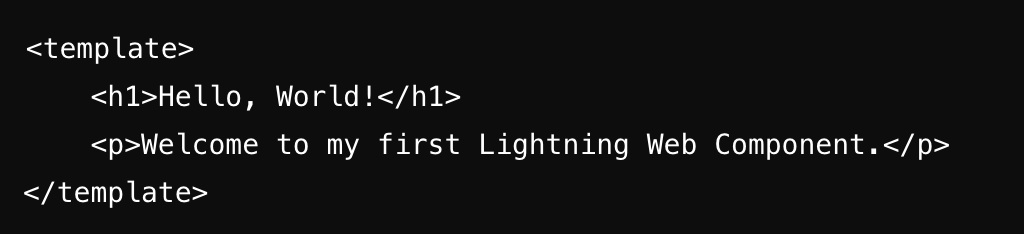 <template>
    <h1>Hello, World!</h1>
    <p>Welcome to my first Lightning Web Component.</p>
</template>